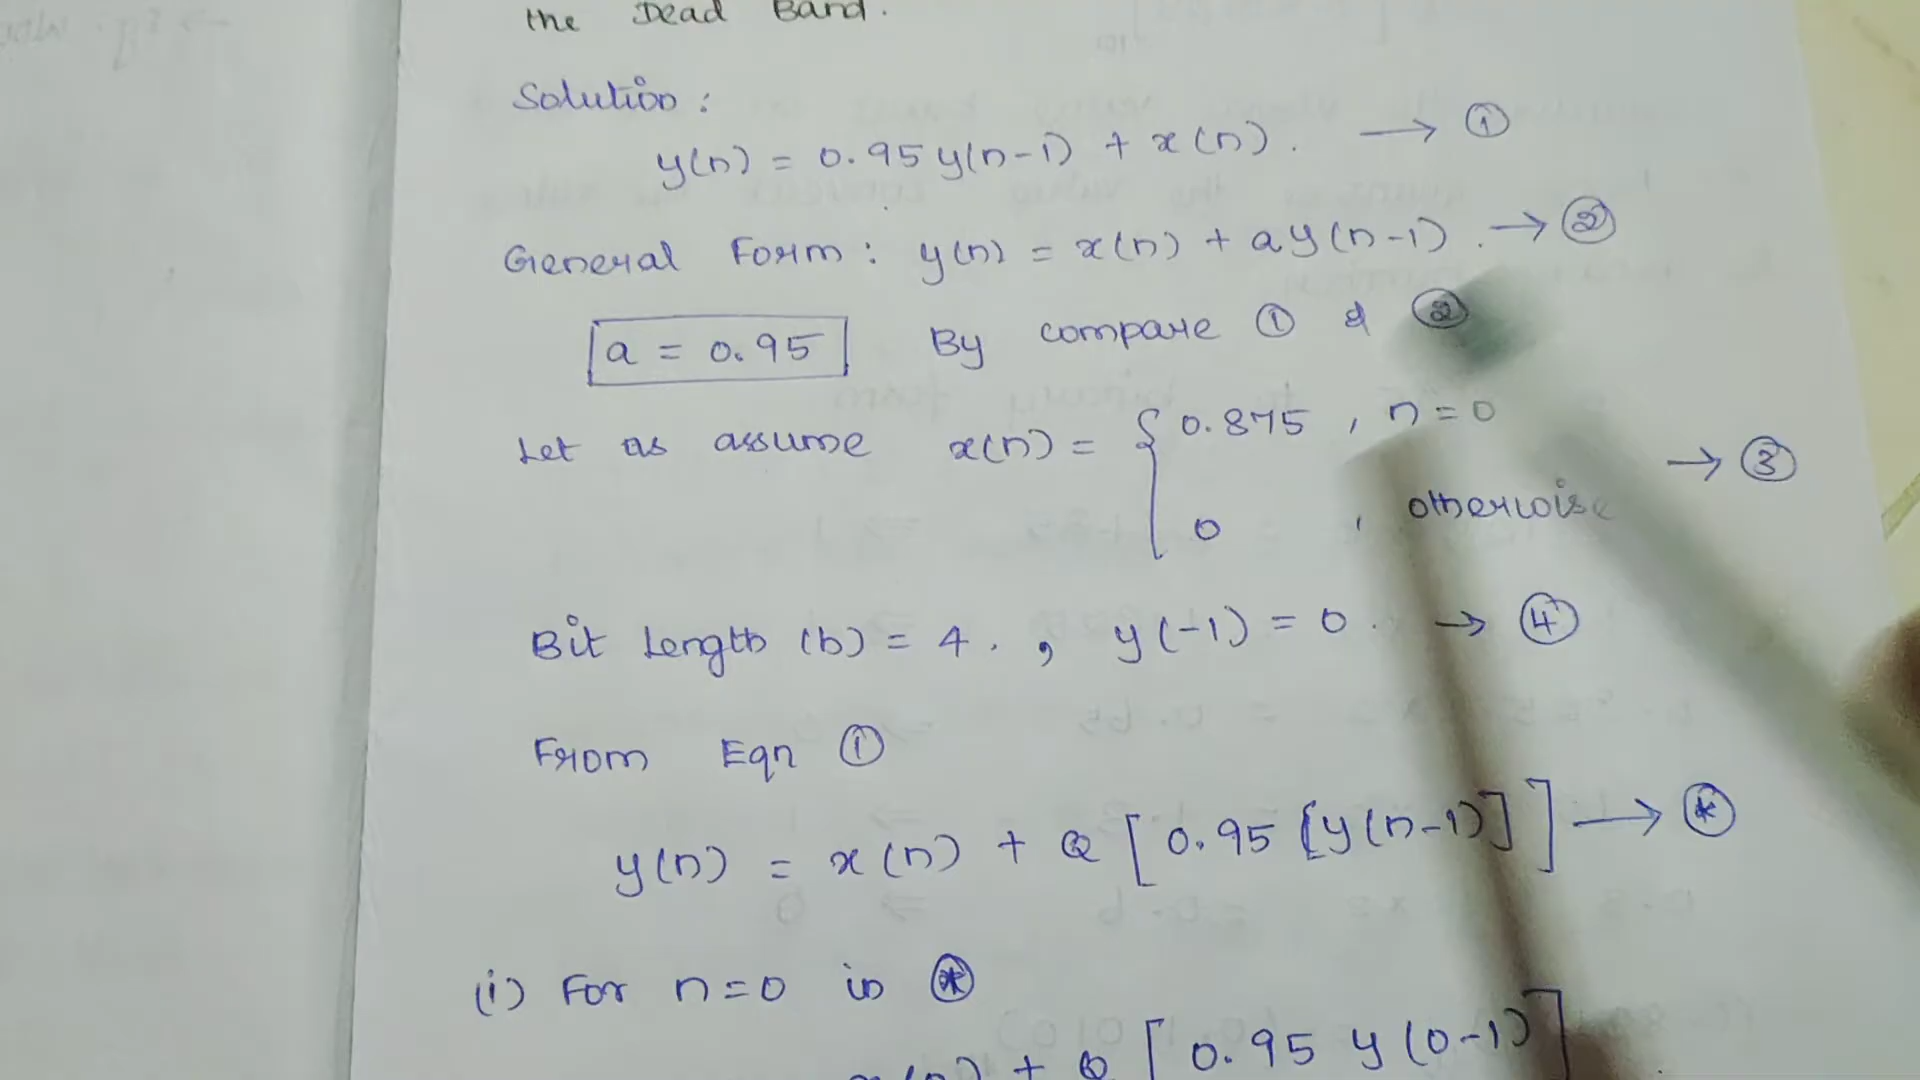 the Dead Band.
Solution:
y(n) = 0.95 y(n-1) + x(n). → ①
General Form: y(n) = x(n) + a y(n-1). → ②
a = 0.95 By compare ① & ②
Let us assume x(n) = { 0.875, n=0
0, otherwise → ③
Bit Length (b) = 4., y(-1) = 0. → ④
From Eqn ①
y(n) = x(n) + Q [0.95 [y(n-1)]] → ⊛
(i) For n=0 in ⊛
x(n) + Q [0.95 y(0-1)]